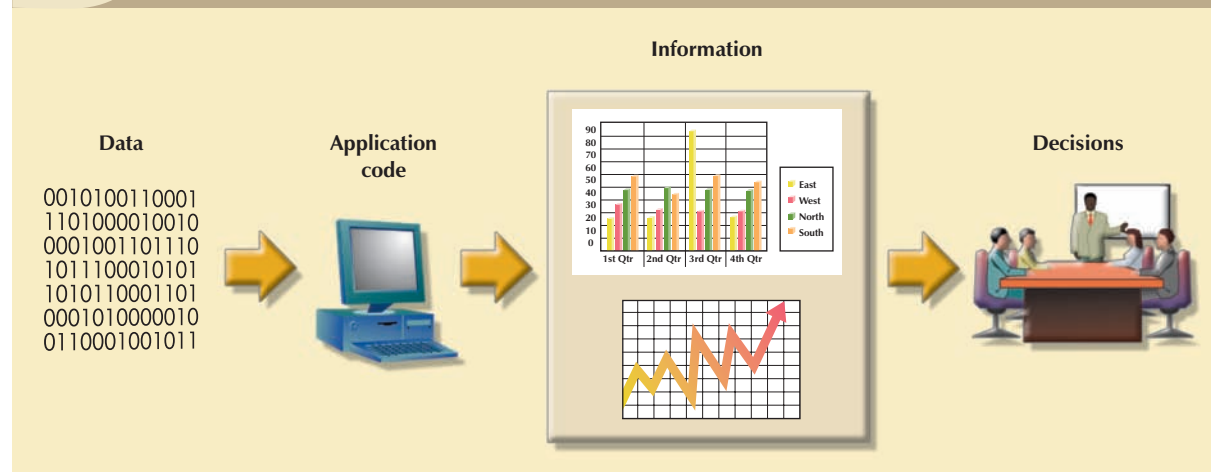 Information
Data
Application
code
Decisions
0010100110001
1101000010010
0001001101110
1011100010101
1010110001101
0001010000010
0110001001011
90
80
70
60
50
40
30
20
10
0
1st Qtr
2nd Qtr
3rd Qtr
4th Qtr
East
West
North
South